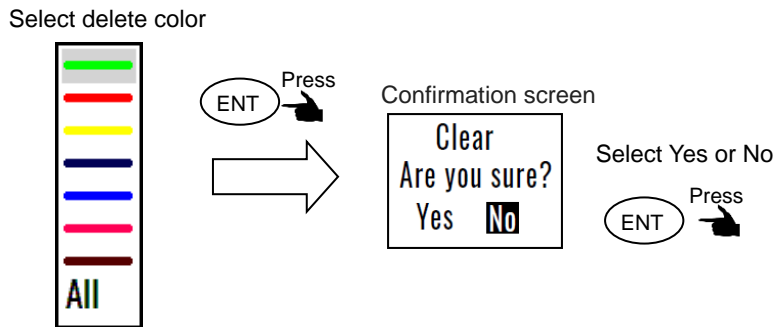 Select delete color
All
ENT
Press
Confirmation screen
Clear
Are you sure?
Yes No
Select Yes or No
ENT
Press